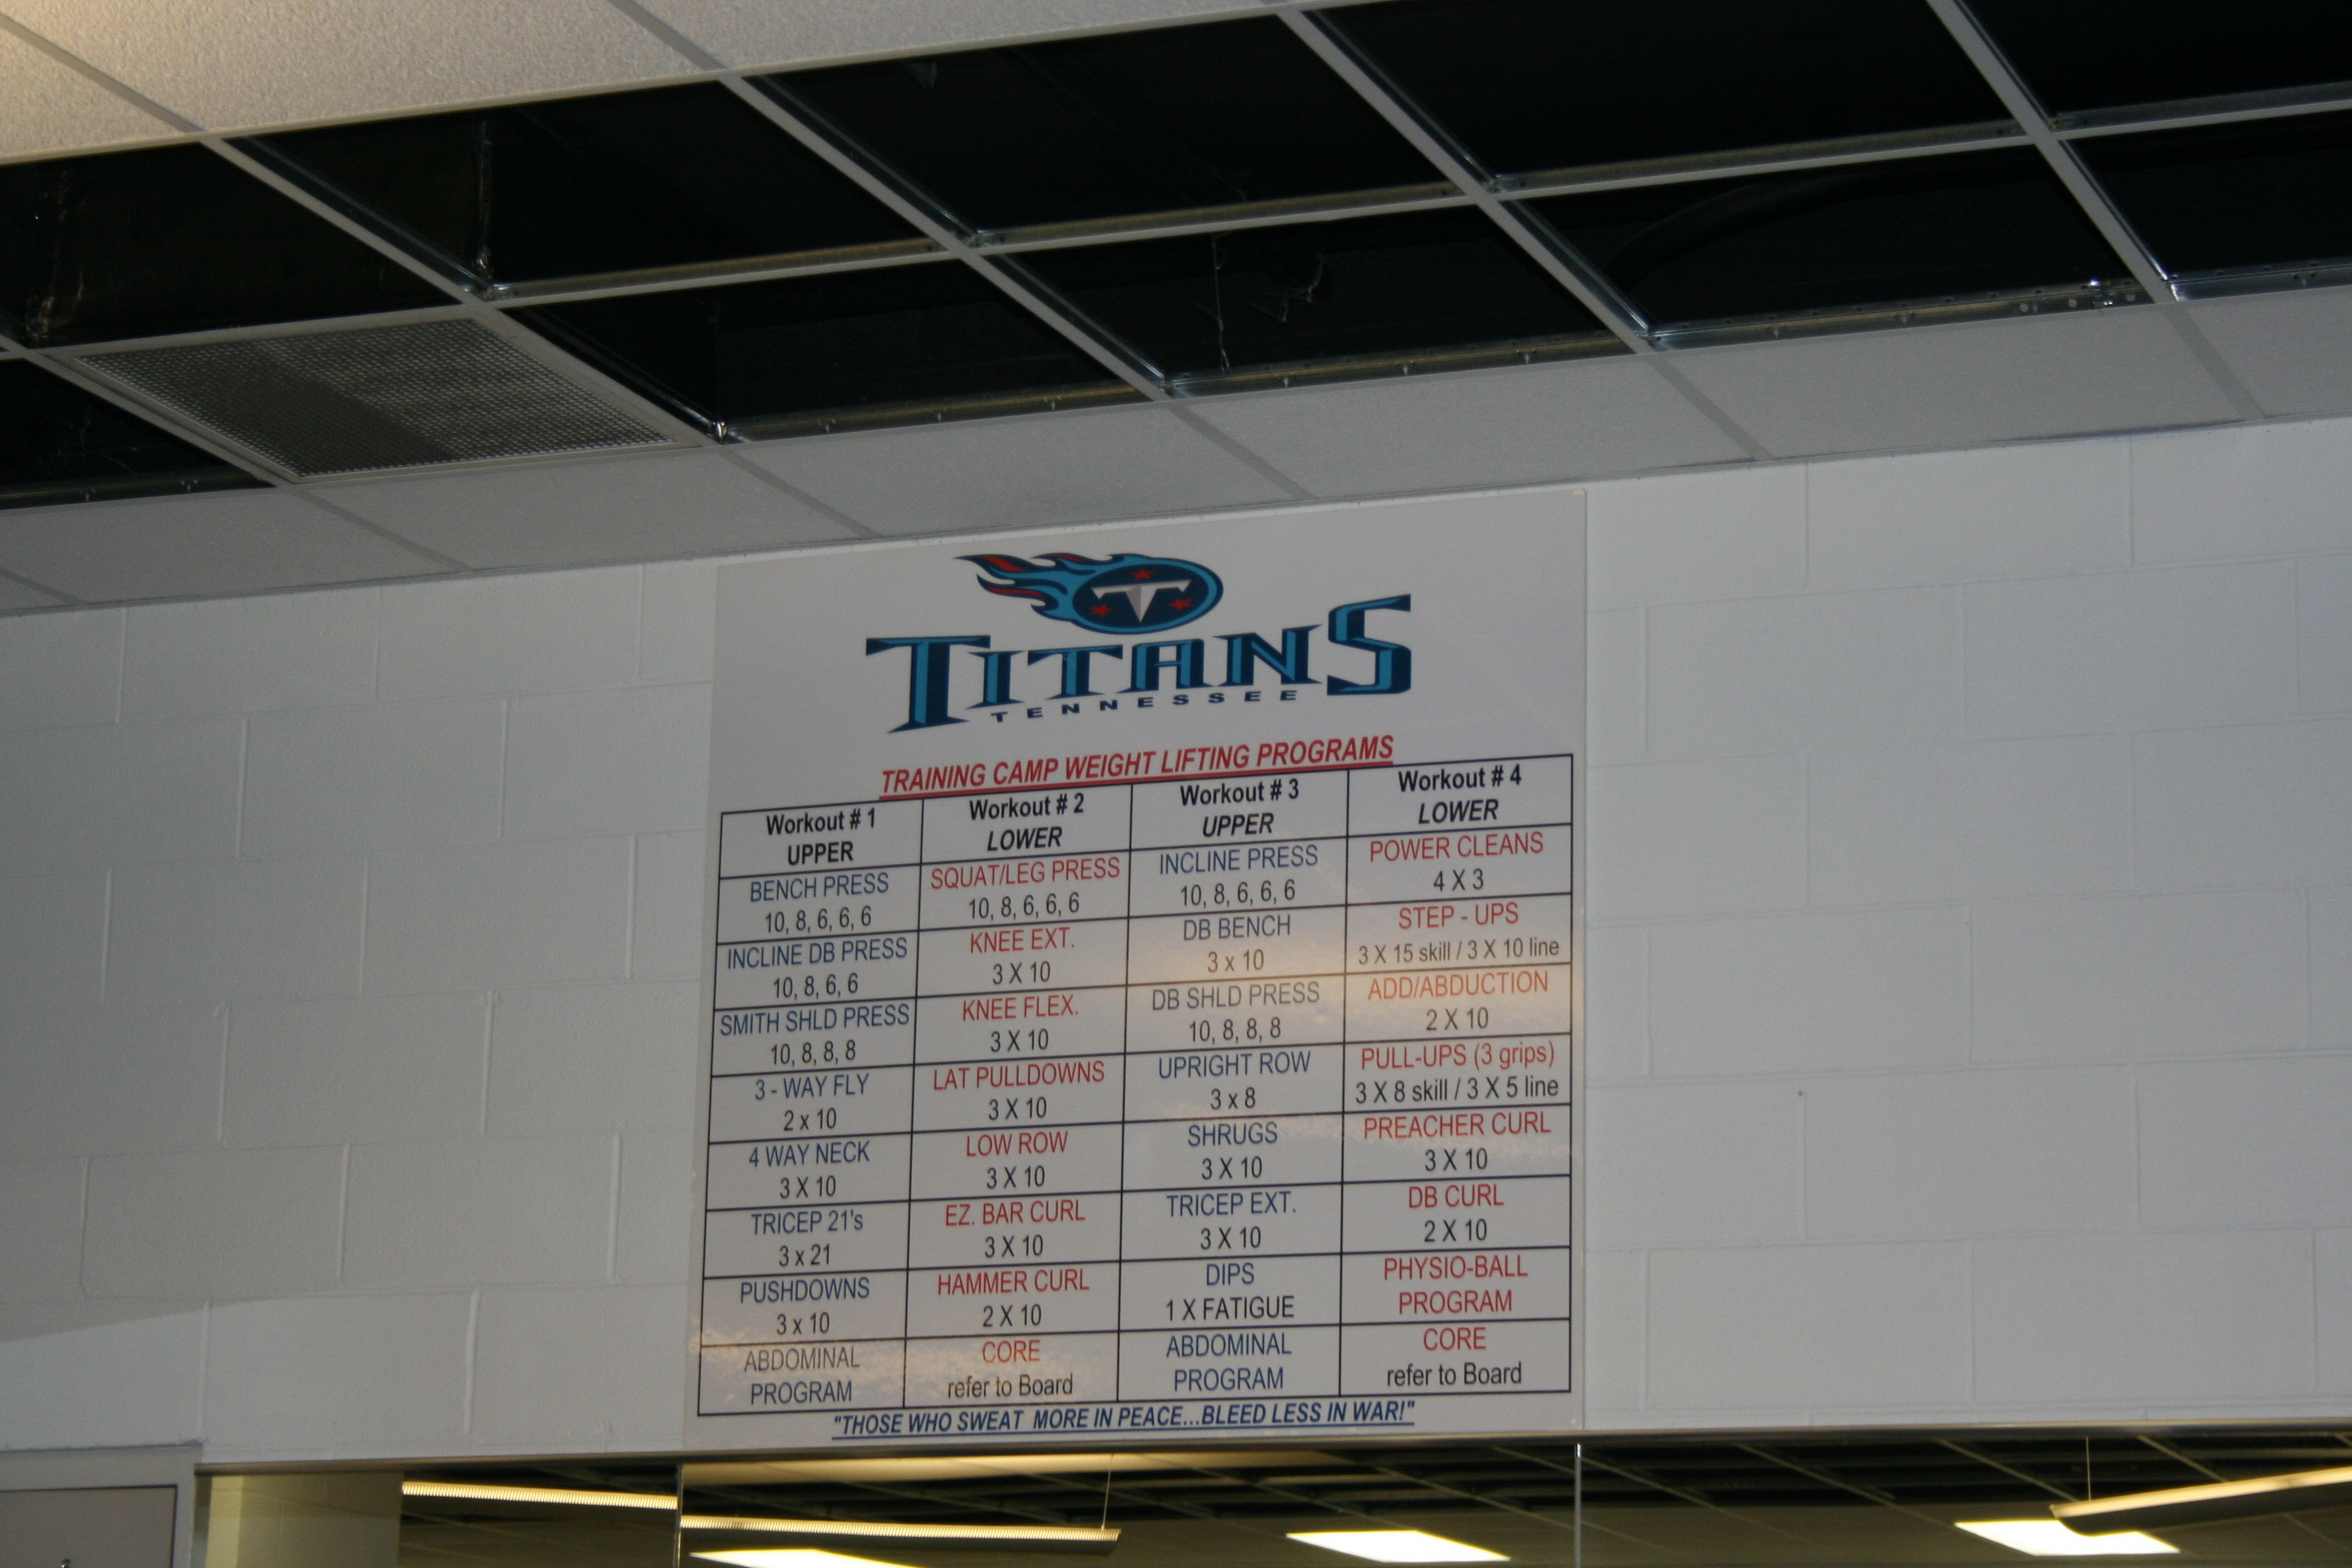 T
TITANS
TENNESSEE
TRAINING CAMP WEIGHT LIFTING PROGRAMS
Workout # 1
UPPER
BENCH PRESS
10, 8, 6, 6, 6
INCLINE DB PRESS
10, 8, 6, 6
SMITH SHLD PRESS
10, 8, 8, 8
3 - WAY FLY
2 x 10
4 WAY NECK
3 X 10
TRICEP 21's
3 x 21
PUSHDOWNS
3 x 10
ABDOMINAL
PROGRAM
Workout # 2
LOWER
SQUAT/LEG PRESS
10, 8, 6, 6, 6
KNEE EXT.
3 X 10
KNEE FLEX.
3 X 10
LAT PULLDOWNS
3 X 10
LOW ROW
3 X 10
EZ. BAR CURL
3 X 10
HAMMER CURL
2 X 10
CORE
refer to Board
Workout # 3
UPPER
INCLINE PRESS
10, 8, 6, 6, 6
DB BENCH
3 x 10
DB SHLD PRESS
10, 8, 8, 8
UPRIGHT ROW
3 x 8
SHRUGS
3 X 10
TRICEP EXT.
3 X 10
DIPS
1 X FATIGUE
ABDOMINAL
PROGRAM
Workout # 4
LOWER
POWER CLEANS
4 X 3
STEP - UPS
3 X 15 skill / 3 X 10 line
ADD/ABDUCTION
2 X 10
PULL-UPS (3 grips)
3 X 8 skill / 3 X 5 line
PREACHER CURL
3 X 10
DB CURL
2 X 10
PHYSIO-BALL
PROGRAM
CORE
refer to Board
"THOSE WHO SWEAT MORE IN PEACE...BLEED LESS IN WAR!"